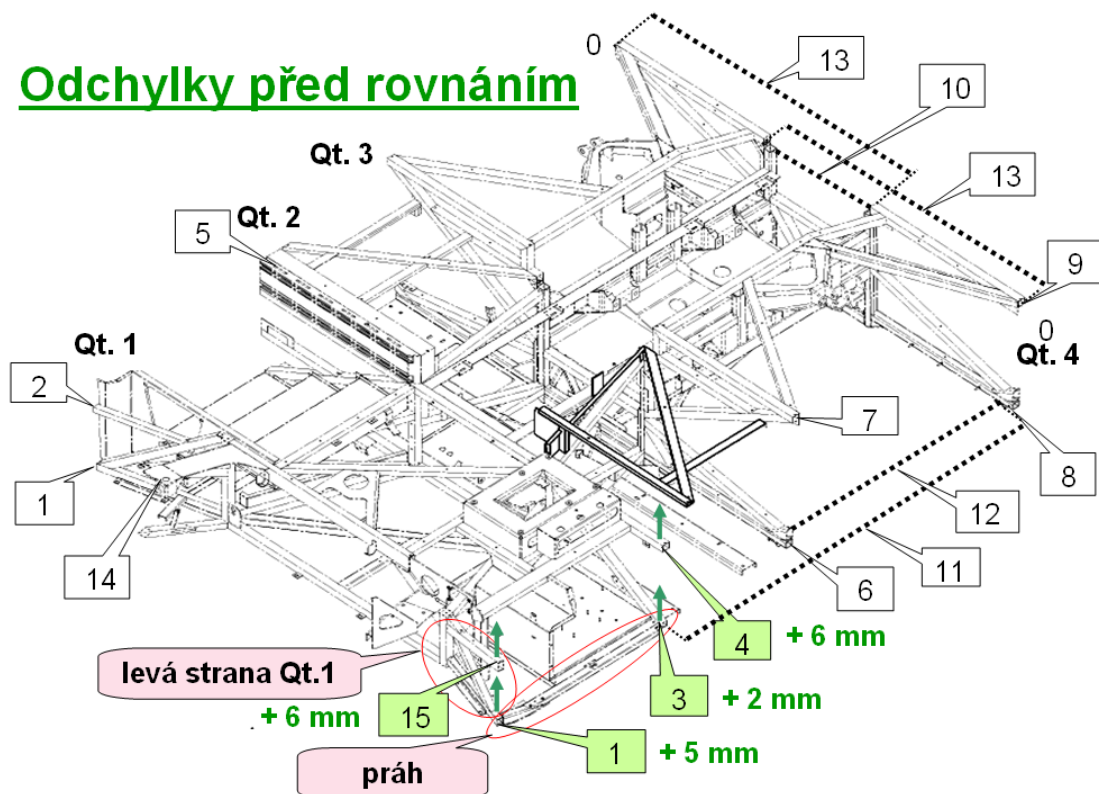 0
13
Odchylky před rovnáním
10
Qt. 3
13
Qt. 2
5
9
0
Qt. 4
Qt. 1
2
7
1
8
12
14
6
11
4
+ 6 mm
levá strana Qt.1
3
+ 2 mm
+ 6 mm
15
1
+ 5 mm
práh